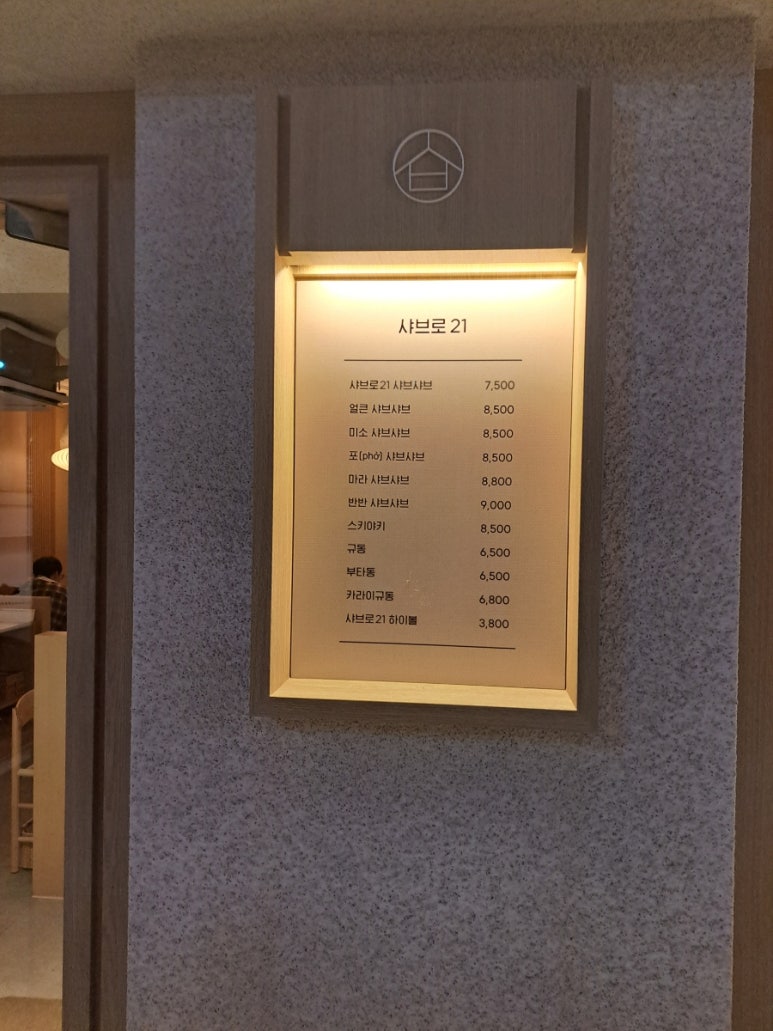 샤브로 21
샤브로21 샤브샤브 7,500
얼큰 샤브샤브 8,500
미소 샤브샤브 8,500
포(phở) 샤브샤브 8,500
마라 샤브샤브 8,800
반반 샤브샤브 9,000
스키야키 8,500
규동 6,500
부타동 6,500
카라이규동 6,800
샤브로21 하이볼 3,800